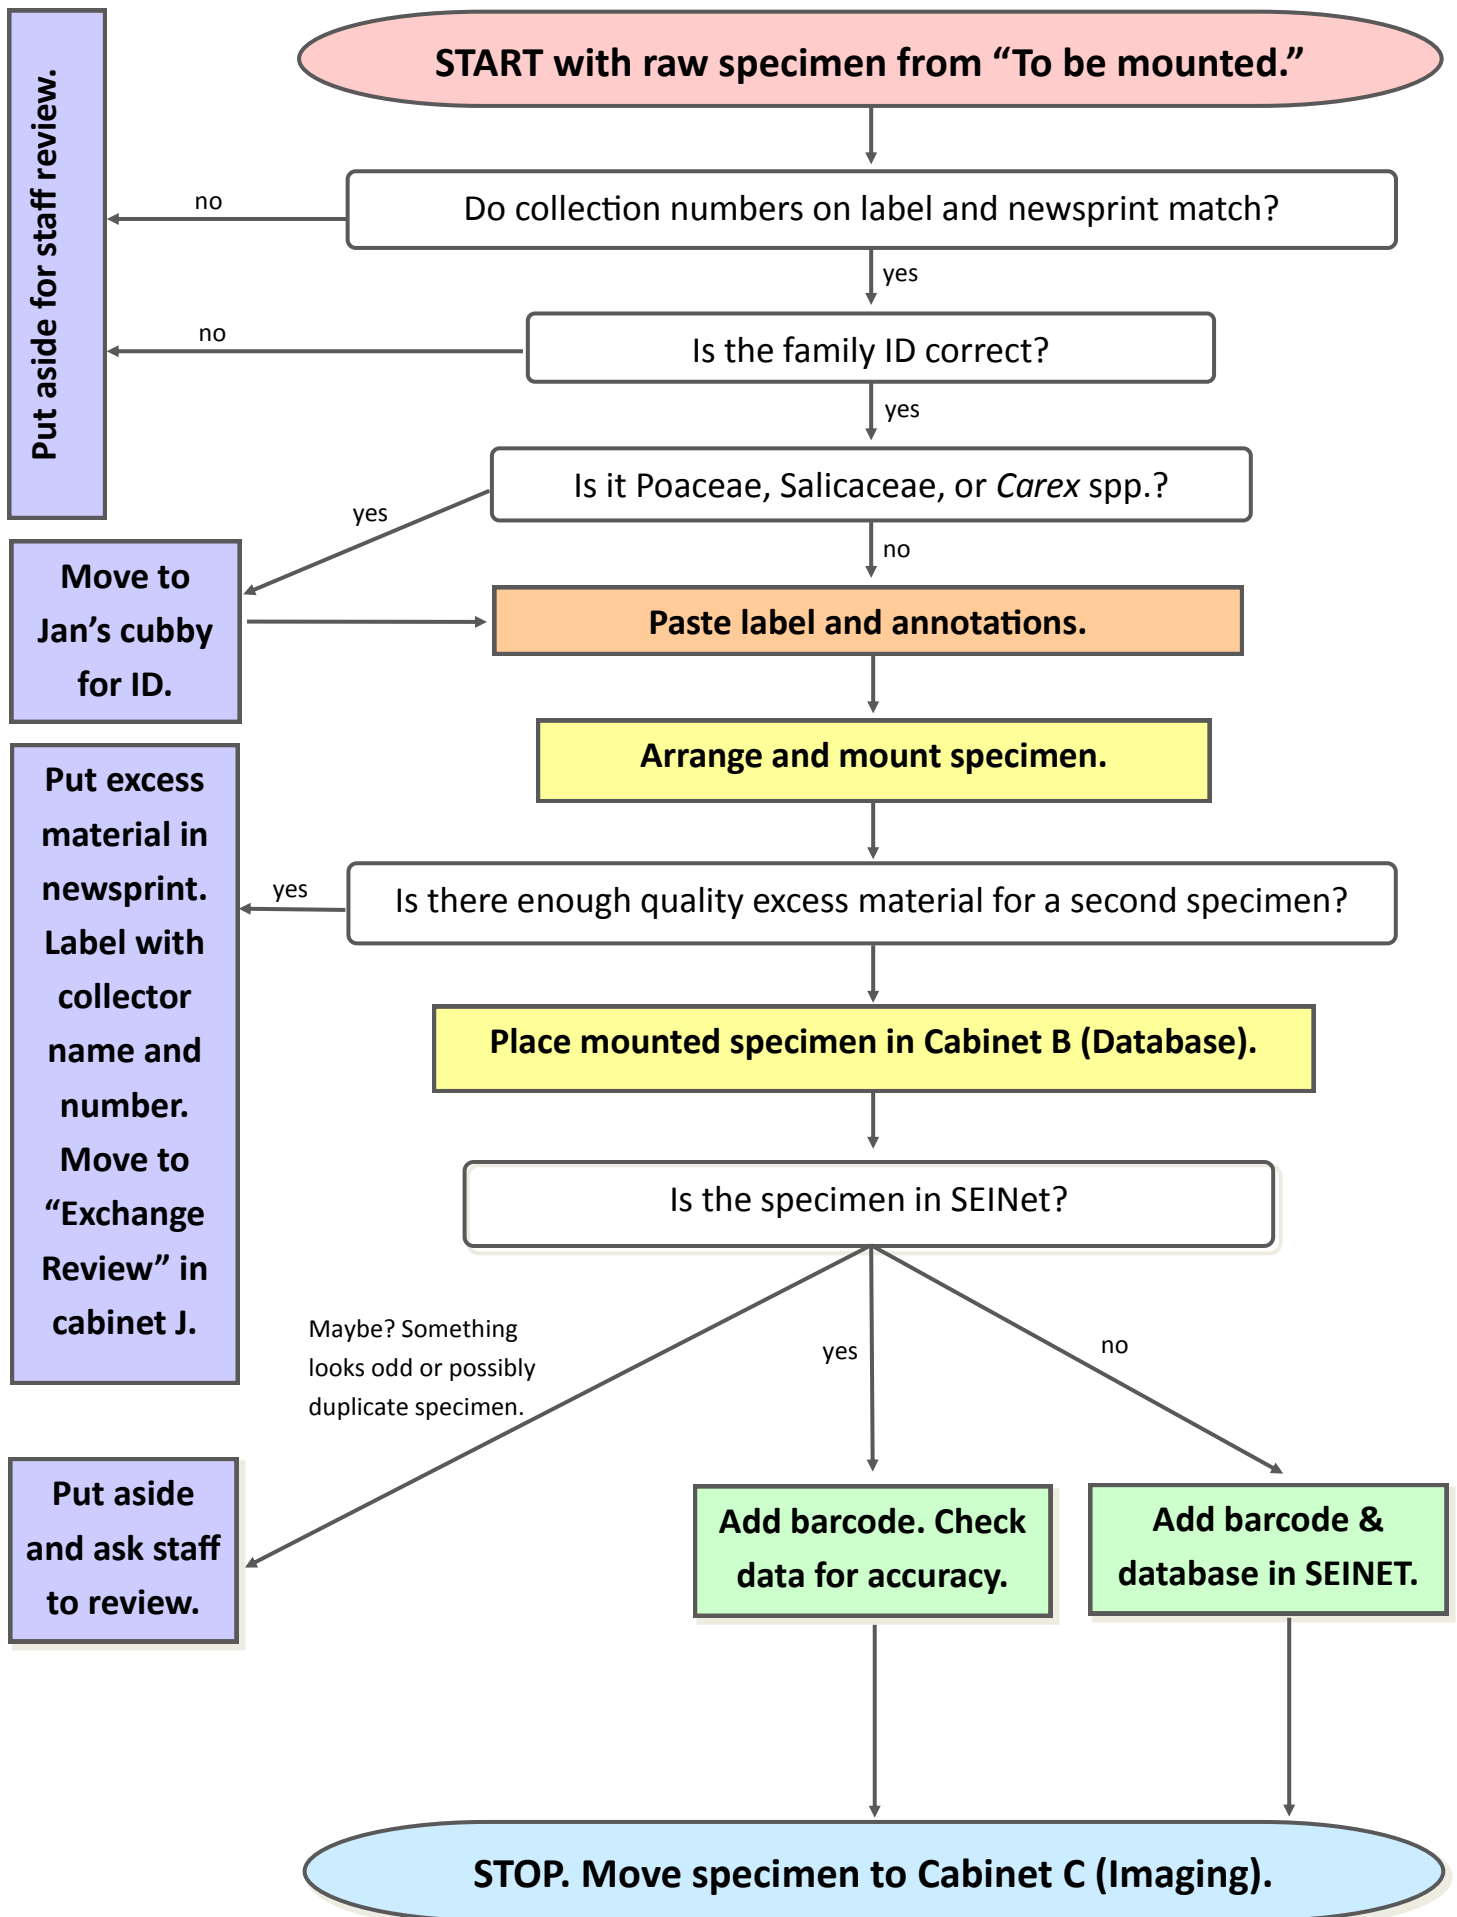 START with raw specimen from “To be mounted.”
Put aside for staff review.
Do collection numbers on label and newsprint match?
no
yes
Is the family ID correct?
no
yes
Is it Poaceae, Salicaceae, or Carex spp.?
yes
no
Move to
Jan’s cubby
for ID.
Paste label and annotations.
Arrange and mount specimen.
Is there enough quality excess material for a second specimen?
yes
Put excess
material in
newsprint.
Label with
collector
name and
number.
Move to
“Exchange
Review” in
cabinet J.
Place mounted specimen in Cabinet B (Database).
Is the specimen in SEINet?
Maybe? Something
looks odd or possibly
duplicate specimen.
yes
no
Put aside
and ask staff
to review.
Add barcode. Check
data for accuracy.
Add barcode &
database in SEINET.
STOP. Move specimen to Cabinet C (Imaging).